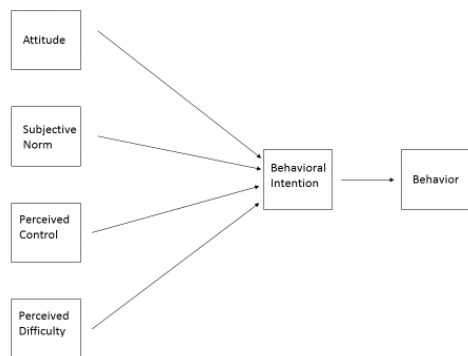 Attitude
Subjective
Norm
Behavioral
Intention
Behavior
Perceived
Control
Perceived
Difficulty